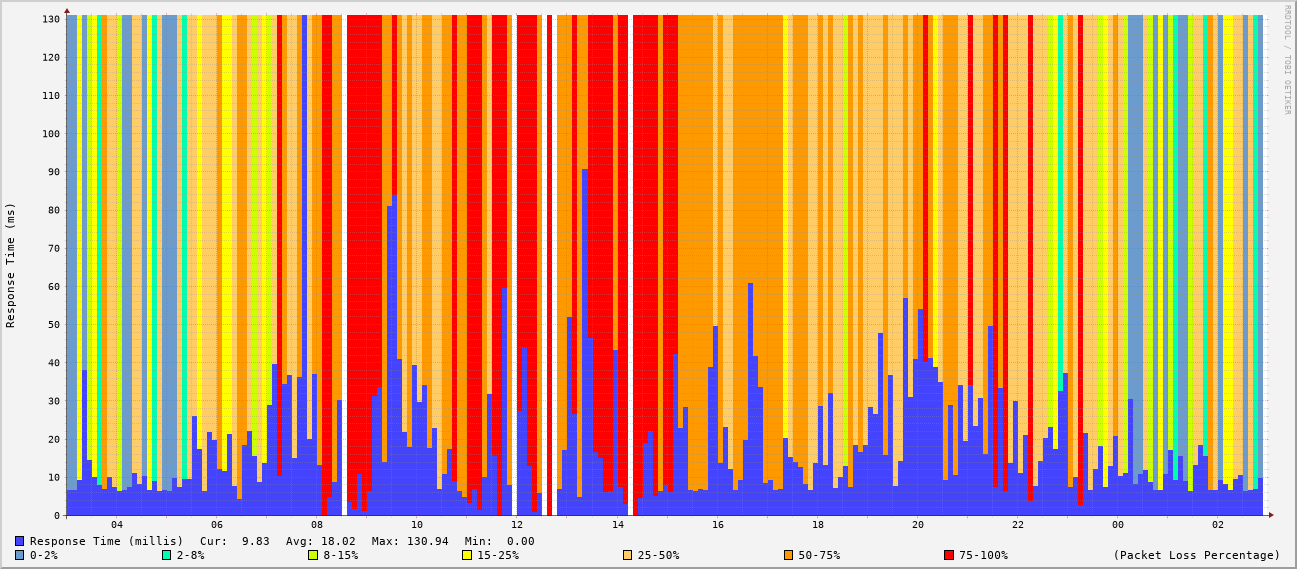 RRDTOOL / TOBI OETIKER
Response Time (ms)
130
120
110
100
90
80
70
60
50
40
30
20
10
0
04 06 08 10 12 14 16 18 20 22 00 02
Response Time (millis) Cur: 9.83 Avg: 18.02 Max: 130.94 Min: 0.00
0-2% 2-8% 8-15% 15-25% 25-50% 50-75% 75-100% (Packet Loss Percentage)